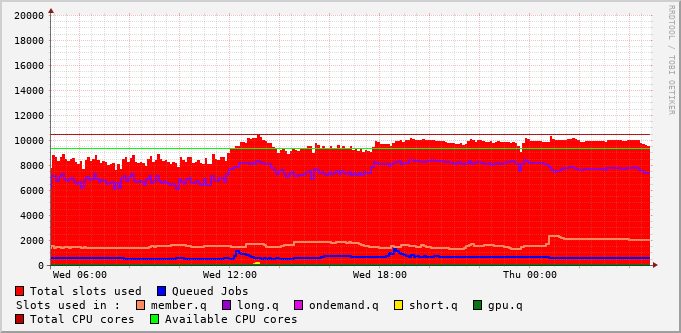 20000
18000
16000
14000
12000
10000
8000
6000
4000
2000
0
Wed 06:00 Wed 12:00 Wed 18:00 Thu 00:00
RRDTOOL / TOBI OETIKER
Total slots used Queued Jobs
Slots used in : member.q long.q ondemand.q short.q gpu.q
Total CPU cores Available CPU cores